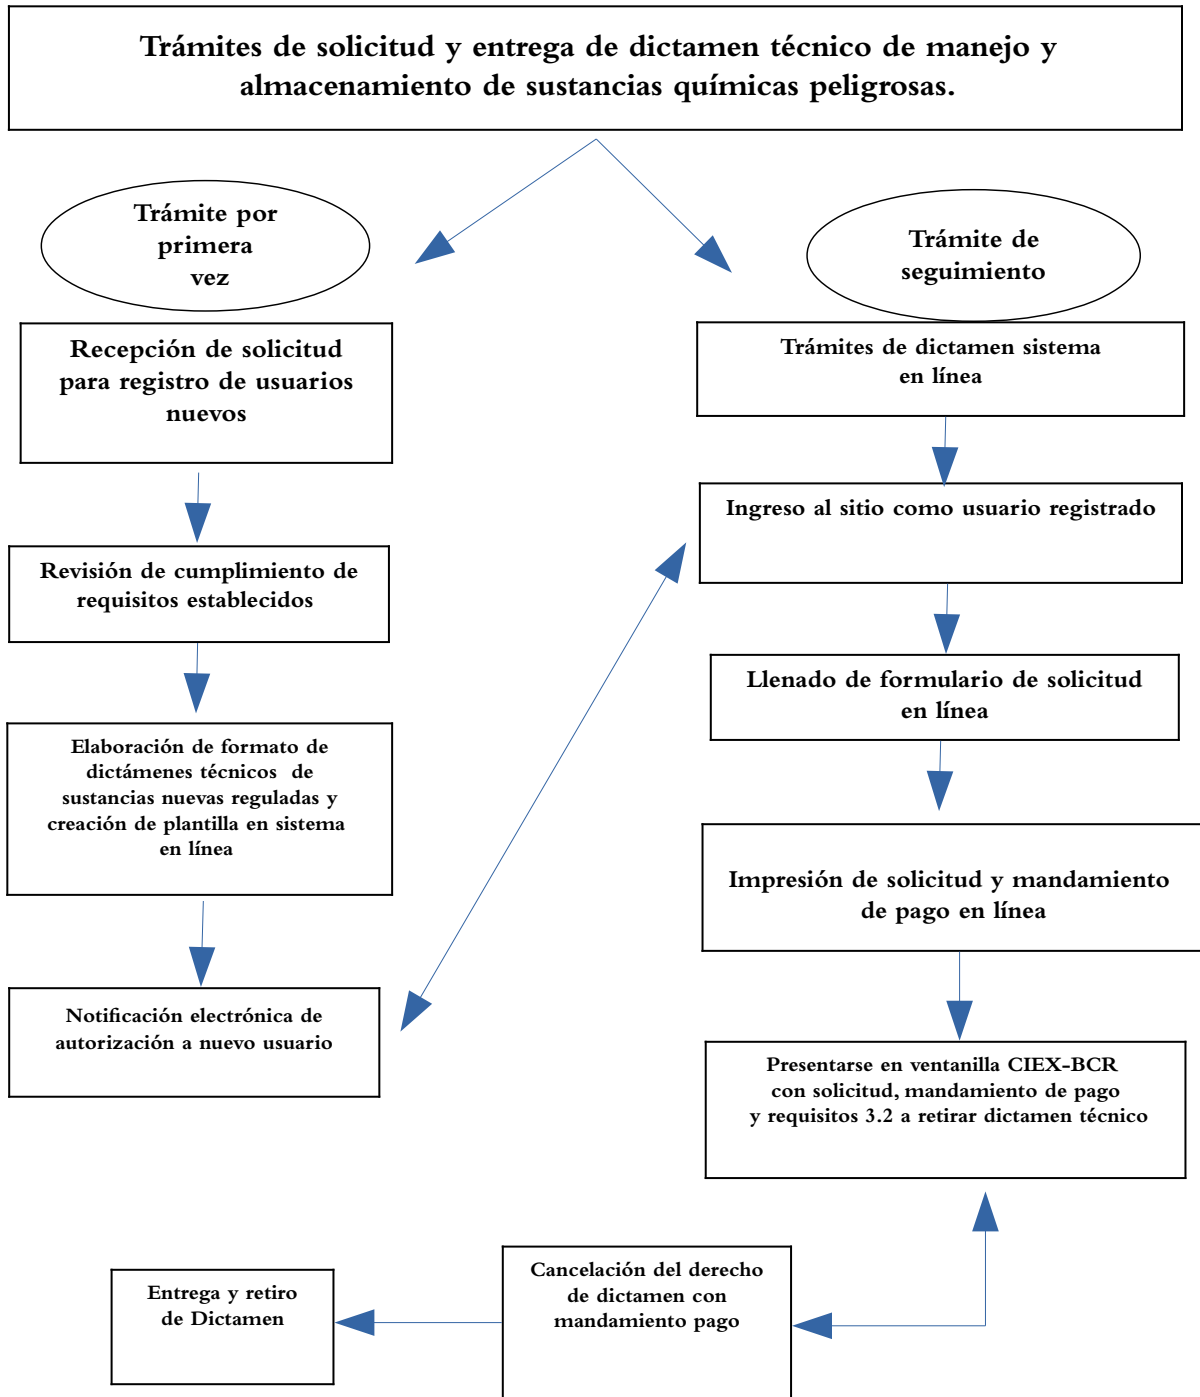 Trámites de solicitud y entrega de dictamen técnico de manejo y
almacenamiento de sustancias químicas peligrosas.
Trámite por
primera
vez
Recepción de solicitud
para registro de usuarios
nuevos
Revisión de cumplimiento de
requisitos establecidos
Elaboración de formato de
dictámenes técnicos de
sustancias nuevas reguladas y
creación de plantilla en sistema
en línea
Notificación electrónica de
autorización a nuevo usuario
Trámite de
seguimiento
Trámites de dictamen sistema
en línea
Ingreso al sitio como usuario registrado
Llenado de formulario de solicitud
en línea
Impresión de solicitud y mandamiento
de pago en línea
Presentarse en ventanilla CIEX-BCR
con solicitud, mandamiento de pago
y requisitos 3.2 a retirar dictamen técnico
Cancelación del derecho
de dictamen con
mandamiento pago
Entrega y retiro
de Dictamen